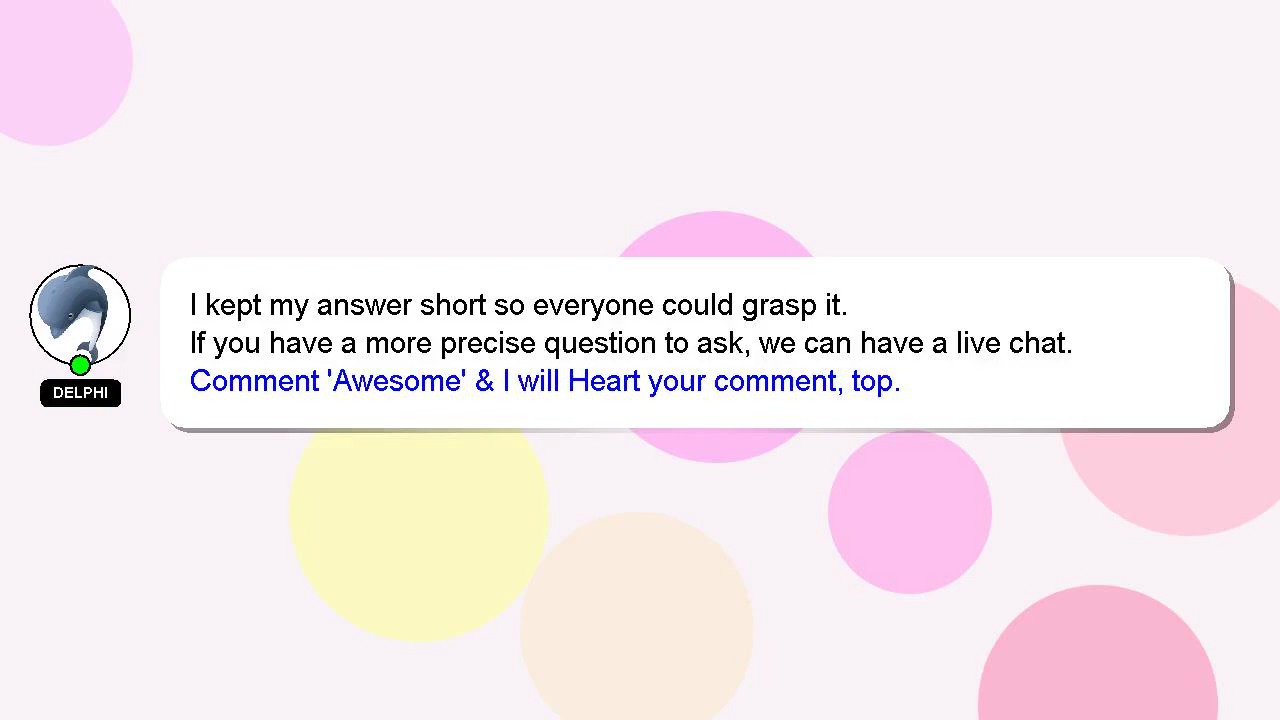 I kept my answer short so everyone could grasp it.
If you have a more precise question to ask, we can have a live chat.
Comment 'Awesome' & I will Heart your comment, top.
DELPHI